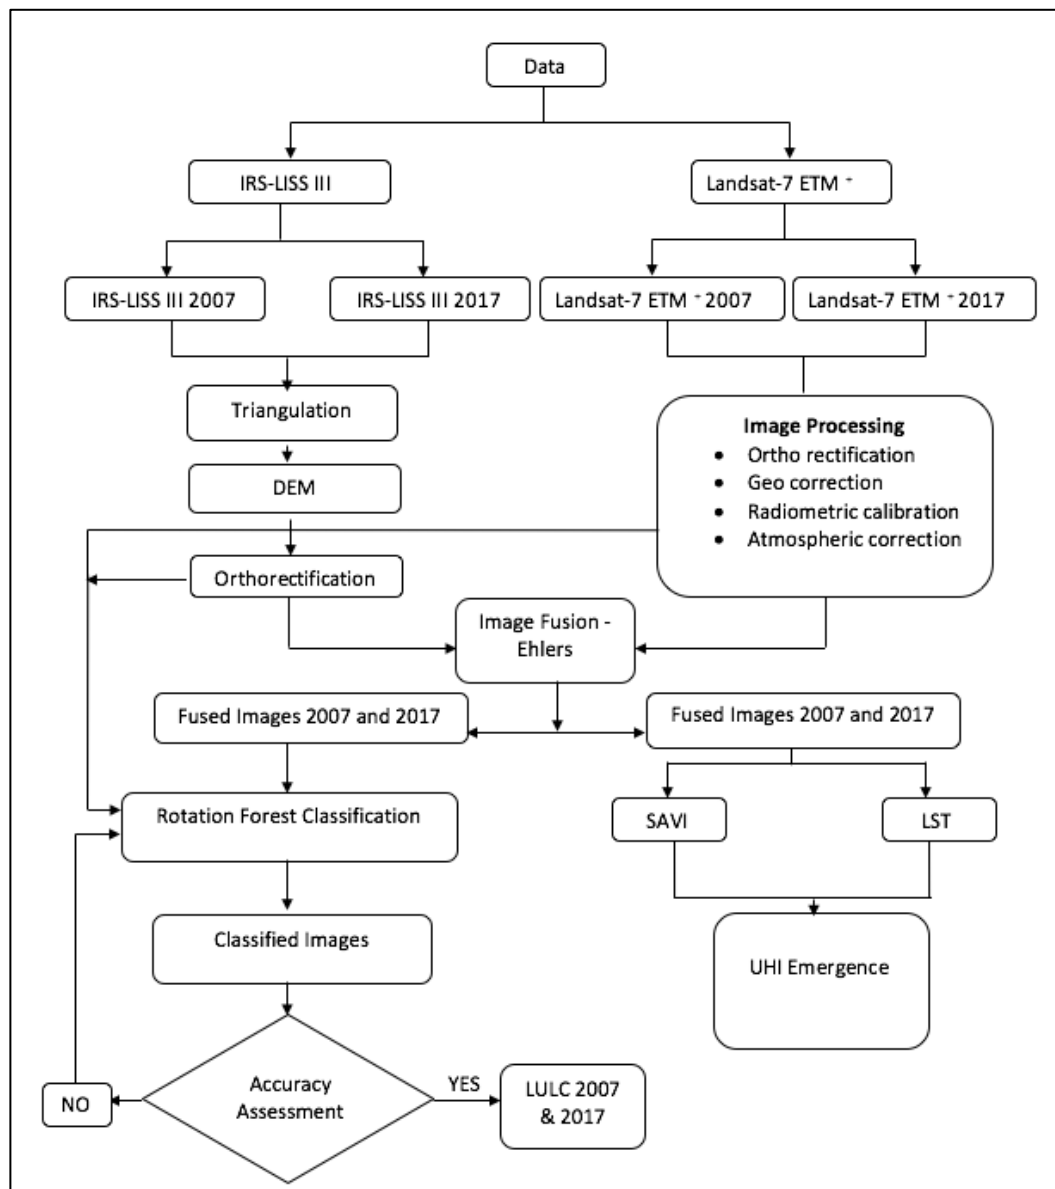 Data
IRS-LISS III
Landsat-7 ETM ⁺
IRS-LISS III 2007
IRS-LISS III 2017
Landsat-7 ETM ⁺ 2007
Landsat-7 ETM ⁺ 2017
Triangulation
DEM
Orthorectification
Image Processing
• Ortho rectification
• Geo correction
• Radiometric calibration
• Atmospheric correction
Image Fusion -
Ehlers
Fused Images 2007 and 2017
Fused Images 2007 and 2017
Rotation Forest Classification
SAVI
LST
Classified Images
UHI Emergence
Accuracy
Assessment
NO
YES
LULC 2007
& 2017